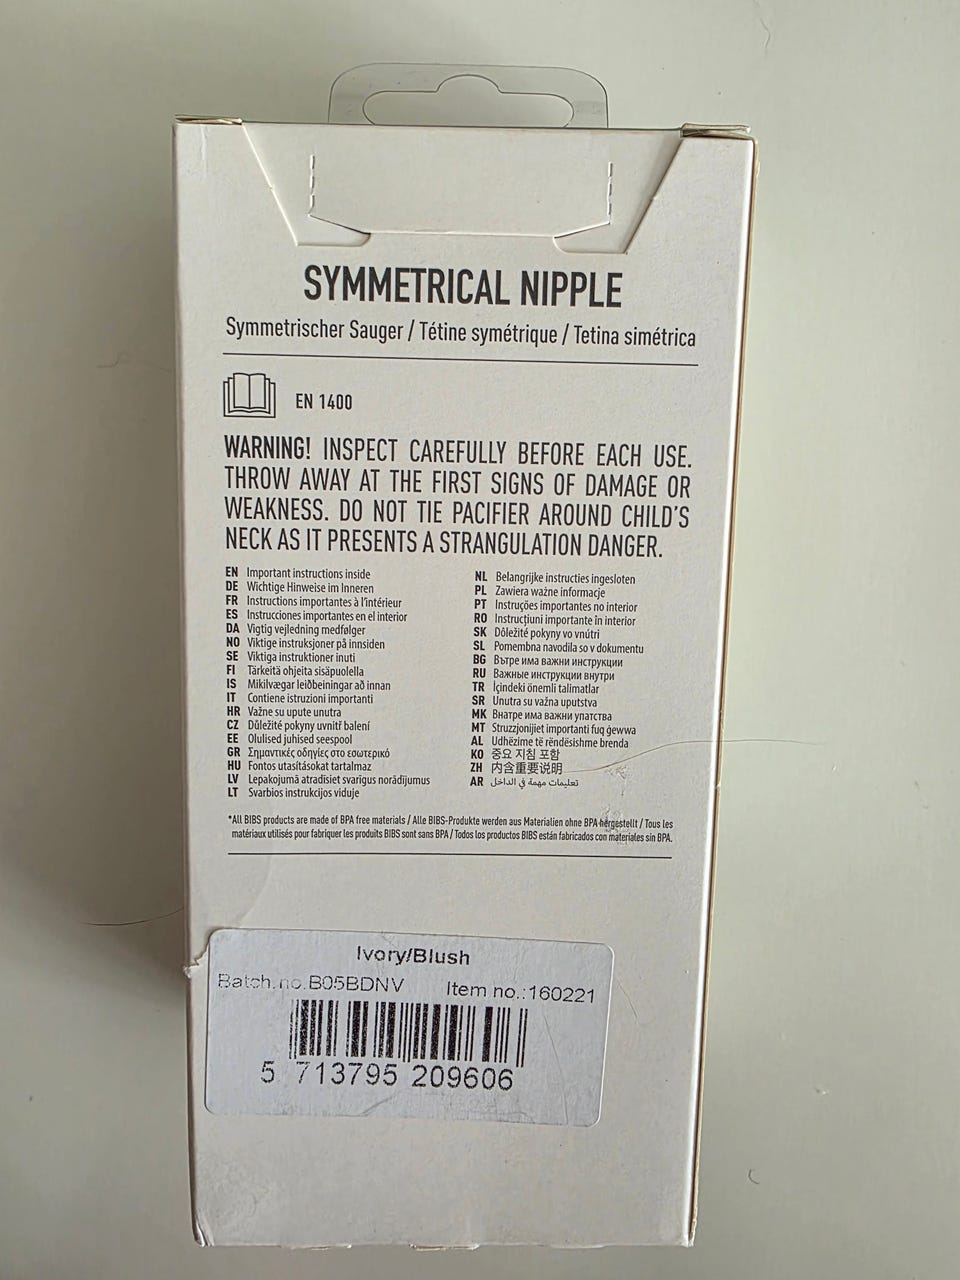 SYMMETRICAL NIPPLE
Symmetrischer Sauger / Tétine symétrique / Tetina simétrica
EN 1400
WARNING! INSPECT CAREFULLY BEFORE EACH USE.
THROW AWAY AT THE FIRST SIGNS OF DAMAGE OR
WEAKNESS. DO NOT TIE PACIFIER AROUND CHILD'S
NECK AS IT PRESENTS A STRANGULATION DANGER.
EN Important instructions inside
DE Wichtige Hinweise im Inneren
FR Instructions importantes à l'intérieur
ES Instrucciones importantes en el interior
DA Vigtig vejledning medfølger
NO Viktige instruksjoner på innsiden
SE Viktiga instruktioner inuti
FI Tärkeitä ohjeita sisäpuolella
IS Mikilvægar leiðbeiningar að innan
IT Contiene istruzioni importanti
HR Važne su upute unutra
CZ Důležité pokyny uvnitř balení
EE Olulised juhised seespool
GR Σημαντικές οδηγίες στο εσωτερικό
HU Fontos utasításokat tartalmaz
LV Lepakojumā atradīsiet svarīgus norādījumus
LT Svarbios instrukcijos viduje
NL Belangrijke instructies ingesloten
PL Zawiera ważne informacje
PT Instruções importantes no interior
RO Instrucțiuni importante în interior
SK Dôležité pokyny vo vnútri
SL Pomembna navodila so v dokumentu
BG Вътре има важни инструкции
RU Важные инструкции внутри
TR İçindeki önemli talimatlar
SR Unutra su važna uputstva
MK Внатре има важни упатства
MT Struzzjonijiet importanti fuq ġewwa
AL Udhëzime të rëndësishme brenda
KO 중요 지침 포함
ZH 内含重要说明
AR تعليمات مهمة في الداخل
*All BIBS products are made of BPA free materials / Alle BIBS-Produkte werden aus Materialien ohne BPA hergestellt / Tous les
matériaux utilisés pour fabriquer les produits BIBS sont sans BPA / Todos los productos BIBS están fabricados con materiales sin BPA.
Ivory/Blush
Batch.no.B05BDNV Item no.:160221
5 713795 209606